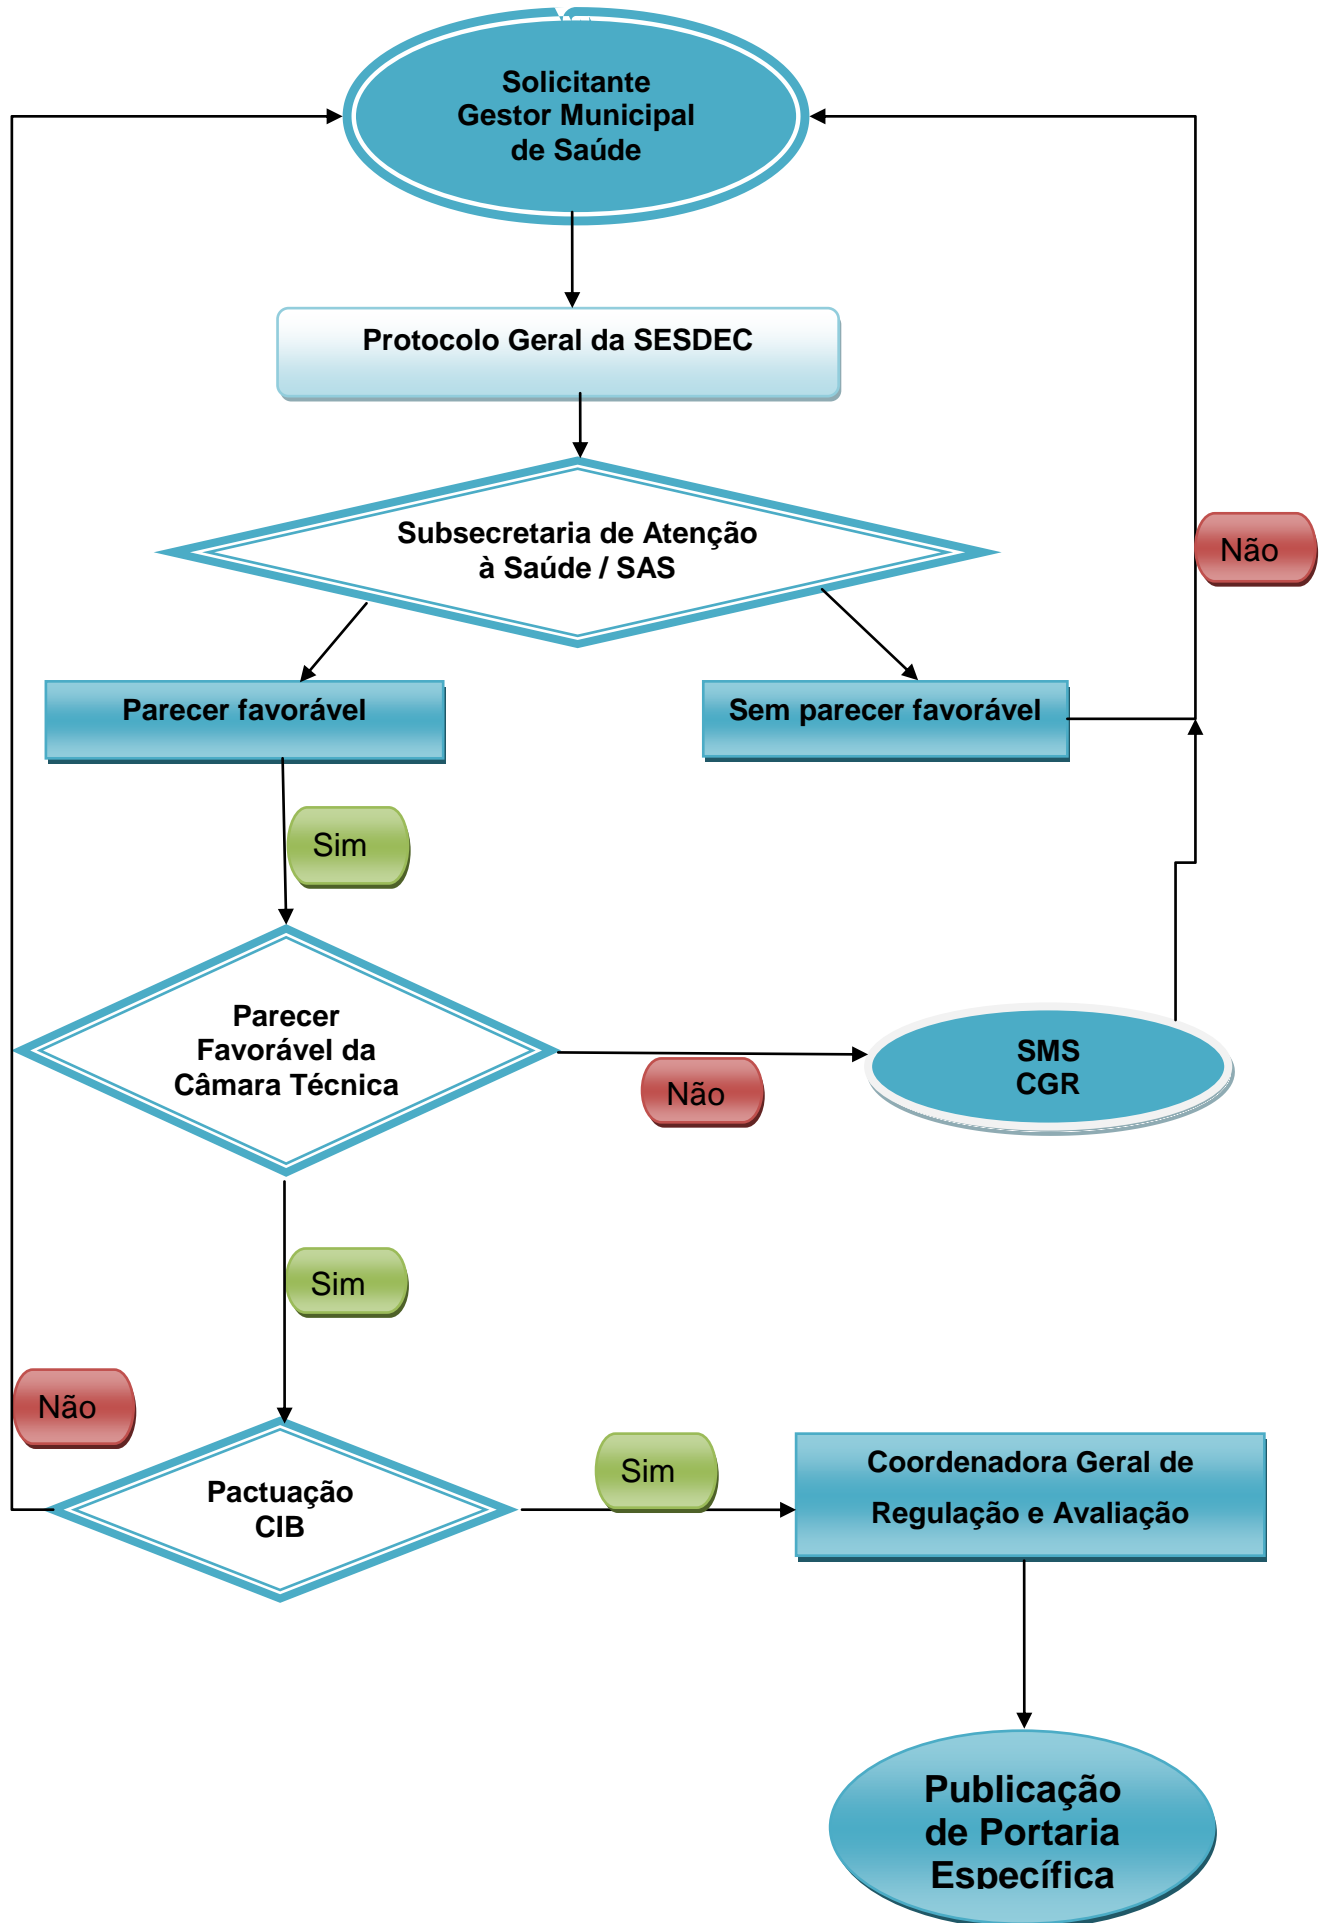 Solicitante
Gestor Municipal
de Saúde
Protocolo Geral da SESDEC
Subsecretaria de Atenção
à Saúde / SAS
Não
Parecer favorável
Sem parecer favorável
Sim
Parecer
Favorável da
Câmara Técnica
Não
SMS
CGR
Sim
Não
Pactuação
CIB
Sim
Coordenadora Geral de
Regulação e Avaliação
Publicação
de Portaria
Específica